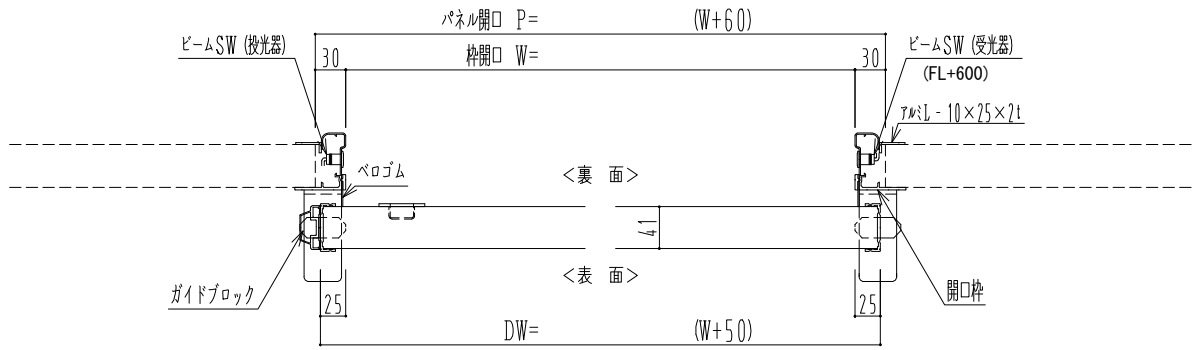 パネル開口 P= (W+60)
ビームSW (投光器)
30
枠開口 W=
30
ビームSW (受光器)
(FL+600)
アルミL - 10×25×2t
ベロゴム
<裏 面>
41
<表 面>
ガイドブロック
25
25
開口枠
DW= (W+50)